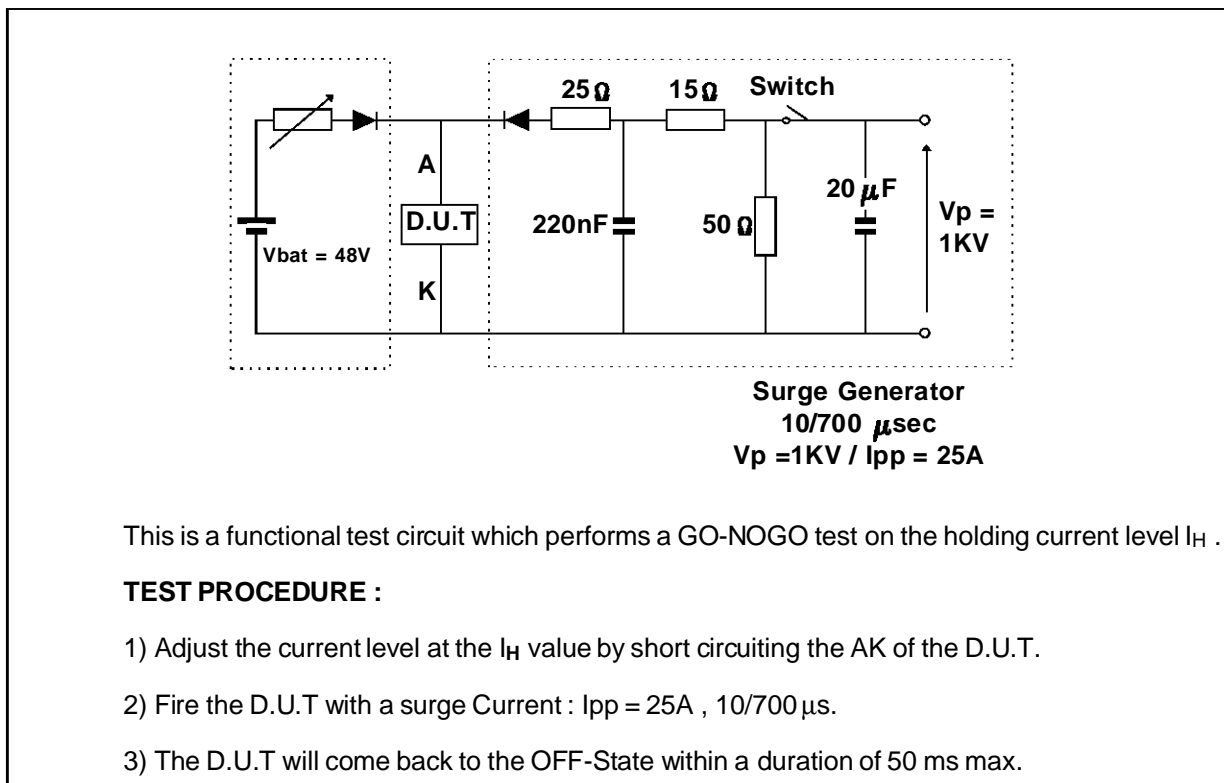 25Ω 15Ω Switch
A
D.U.T
K
Vbat = 48V
220nF
50Ω
20 µF
Vp =
1KV
Surge Generator
10/700 µsec
Vp =1KV / Ipp = 25A
This is a functional test circuit which performs a GO-NOGO test on the holding current level IH .
TEST PROCEDURE :
1) Adjust the current level at the IH value by short circuiting the AK of the D.U.T.
2) Fire the D.U.T with a surge Current : Ipp = 25A , 10/700 µs.
3) The D.U.T will come back to the OFF-State within a duration of 50 ms max.